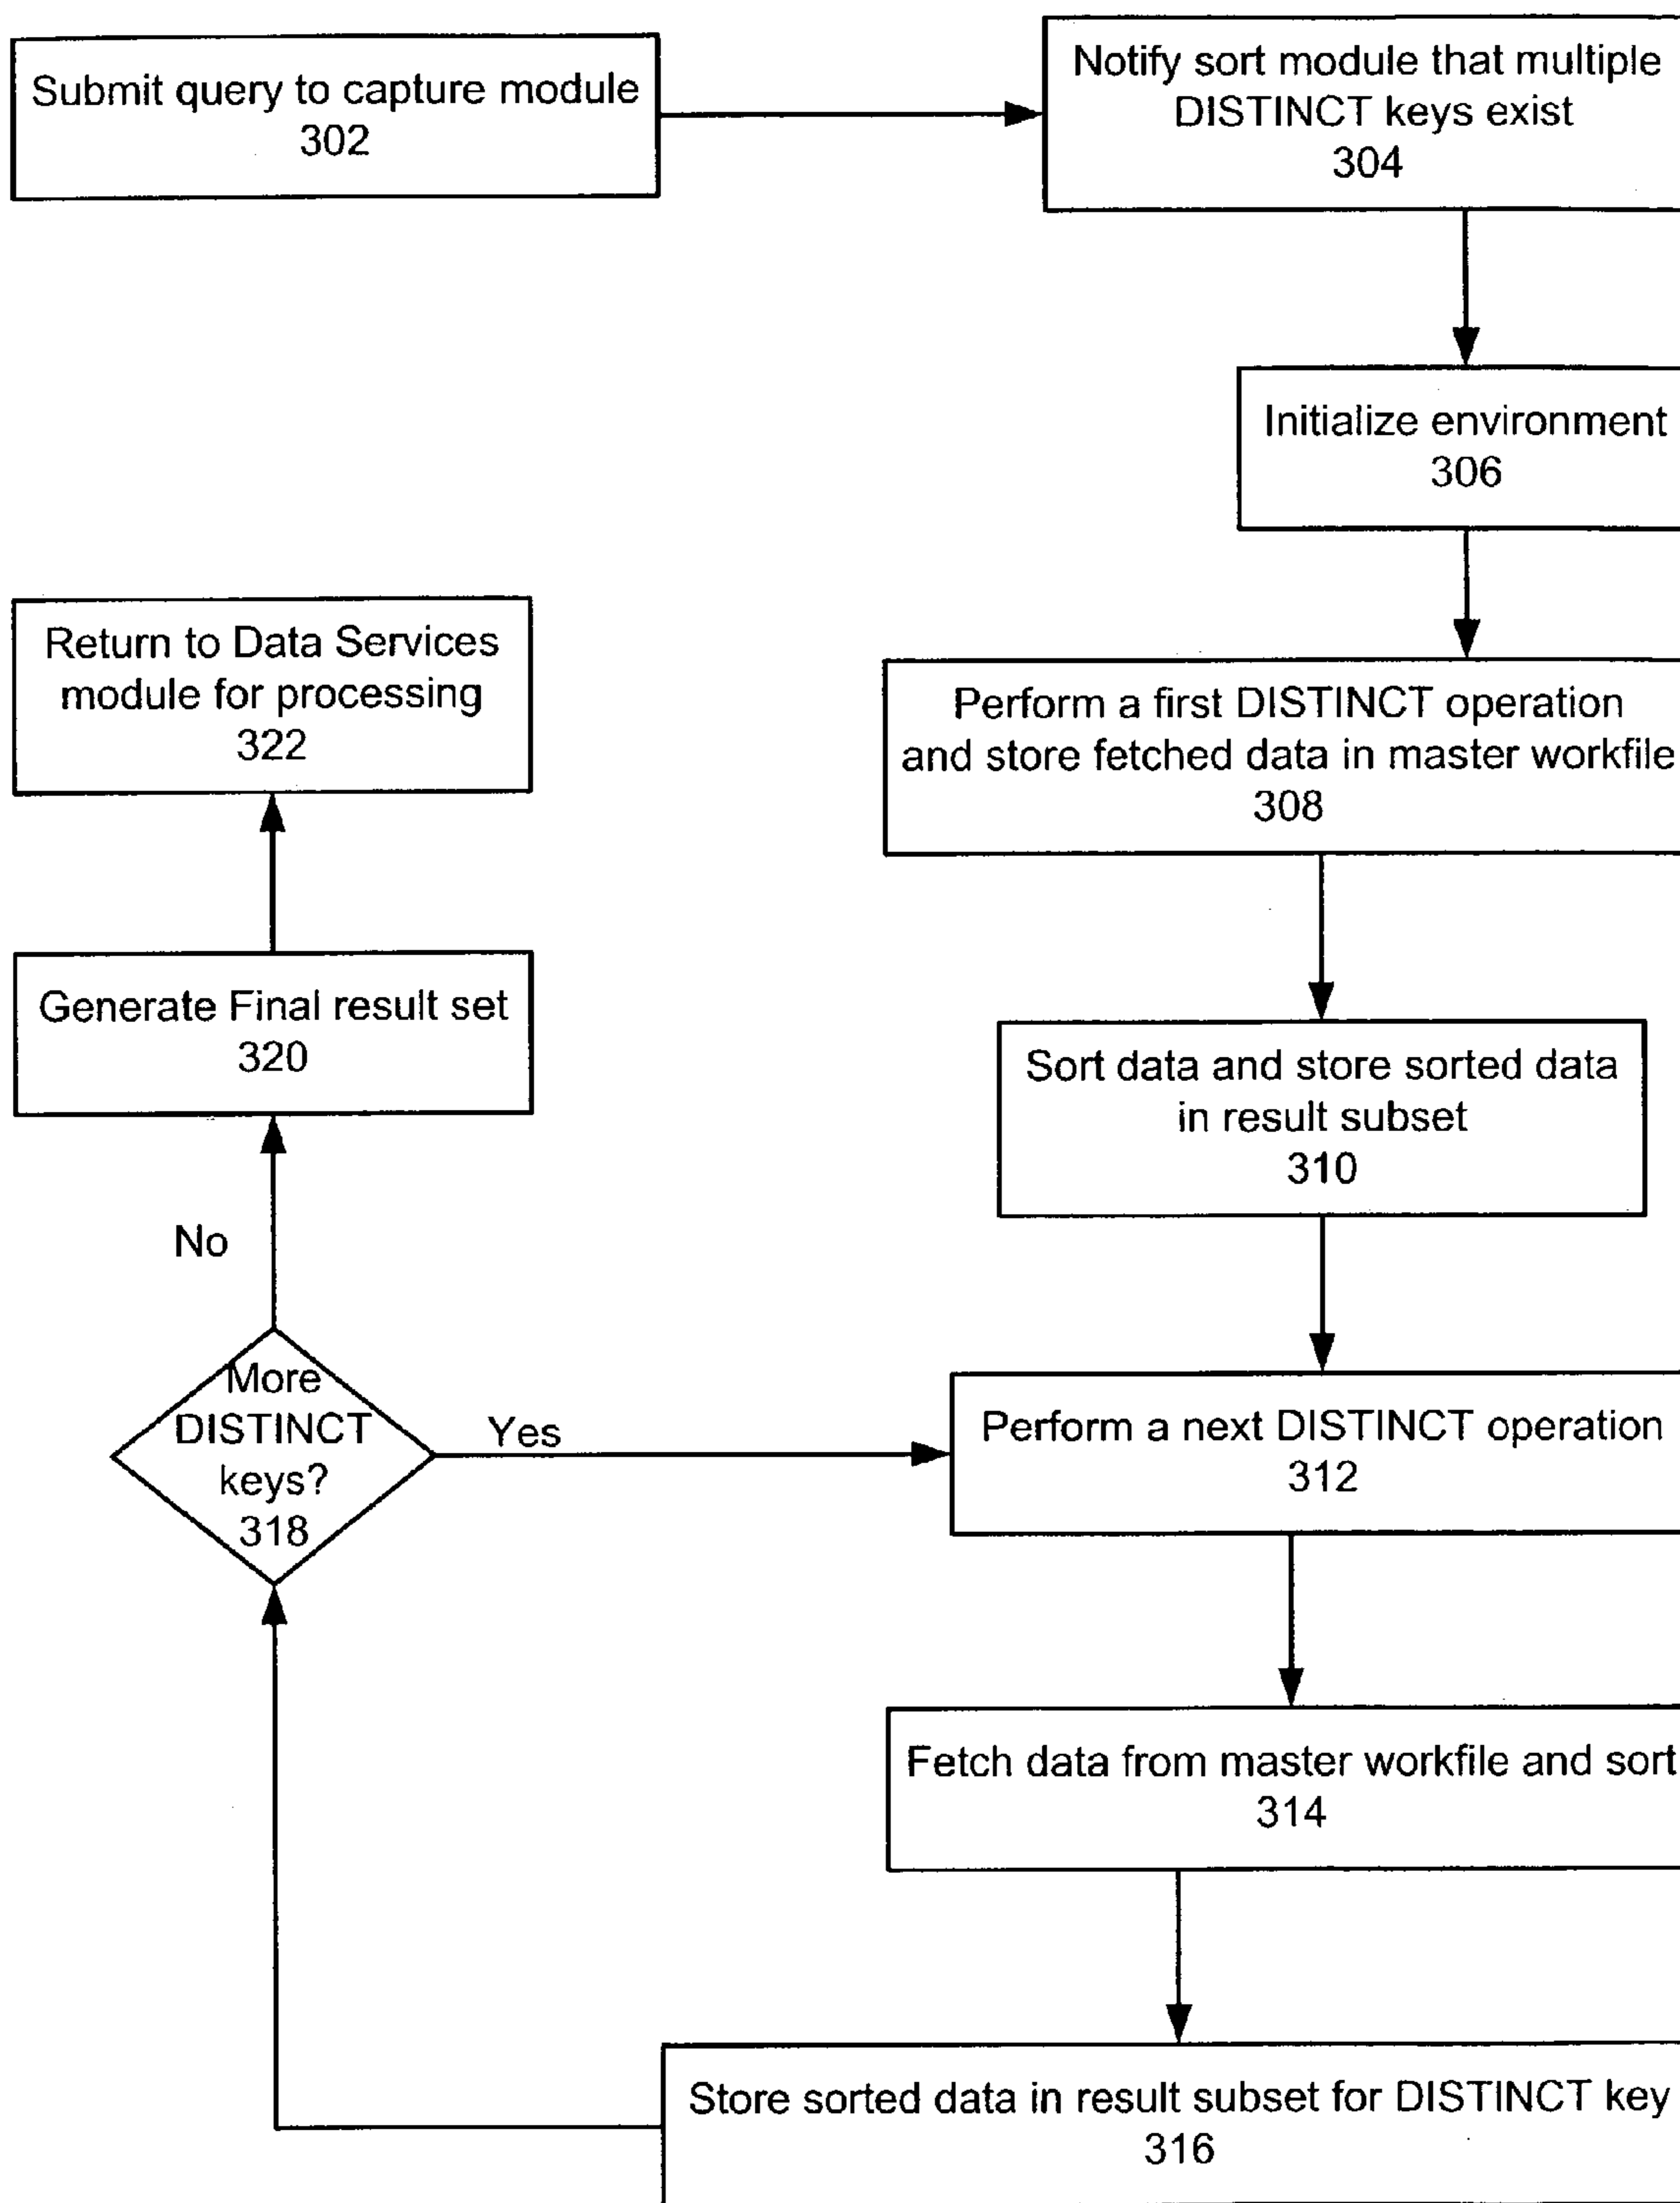 Submit query to capture module
302
Notify sort module that multiple
DISTINCT keys exist
304
Initialize environment
306
Perform a first DISTINCT operation
and store fetched data in master workfile
308
Sort data and store sorted data
in result subset
310
Perform a next DISTINCT operation
312
Fetch data from master workfile and sort
314
Store sorted data in result subset for DISTINCT key
316
More
DISTINCT
keys?
318
Yes
No
Generate Final result set
320
Return to Data Services
module for processing
322